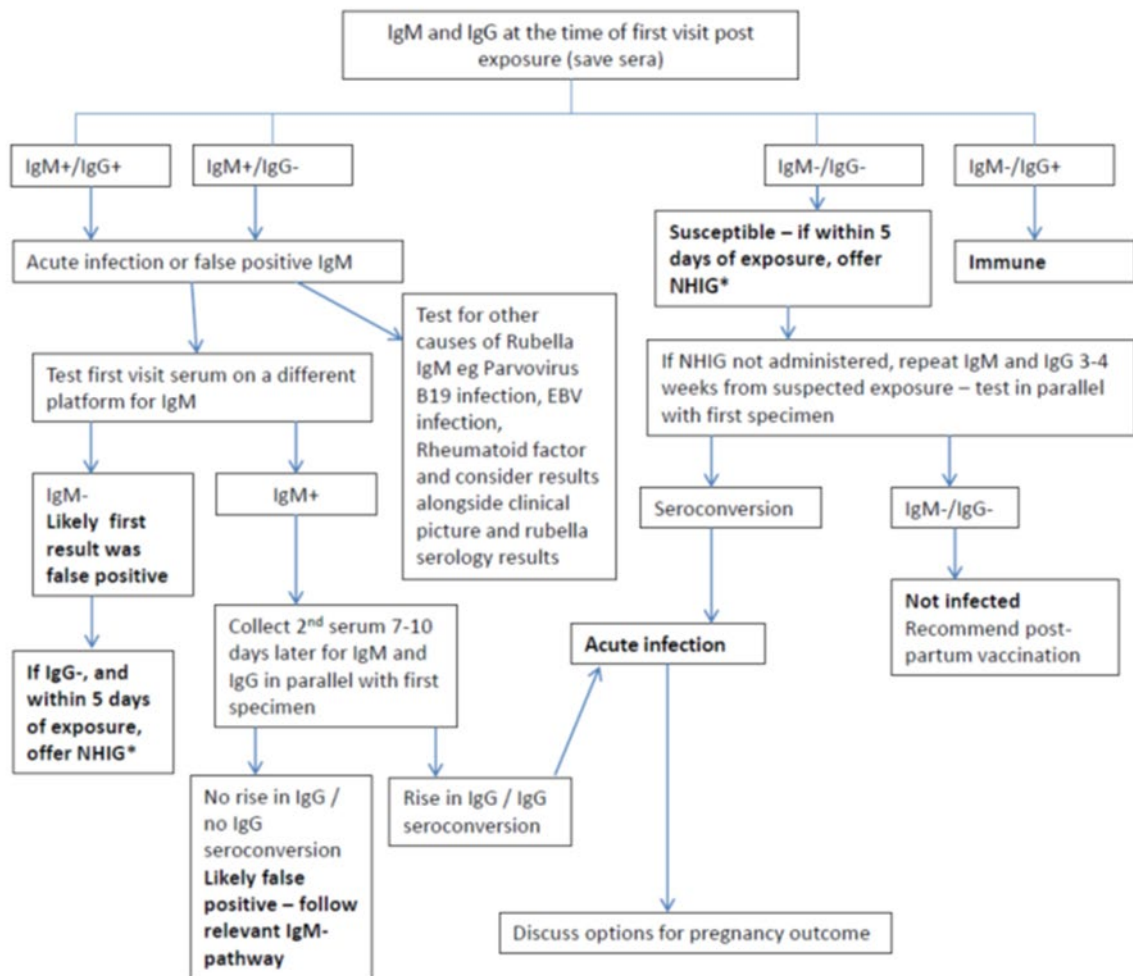 IgM and IgG at the time of first visit post
exposure (save sera)
IgM+/IgG+
IgM+/IgG-
IgM-/IgG-
IgM-/IgG+
Acute infection or false positive IgM
Susceptible – if within 5
days of exposure, offer
NHIG*
Immune
Test first visit serum on a different
platform for IgM
Test for other
causes of Rubella
IgM eg Parvovirus
B19 infection, EBV
infection,
Rheumatoid factor
and consider results
alongside clinical
picture and rubella
serology results
If NHIG not administered, repeat IgM and IgG 3-4
weeks from suspected exposure – test in parallel
with first specimen
IgM-
Likely first
result was
false positive
IgM+
Seroconversion
IgM-/IgG-
If IgG-, and
within 5 days
of exposure,
offer NHIG*
Collect 2nd serum 7-10
days later for IgM and
IgG in parallel with first
specimen
Acute infection
Not infected
Recommend post-
partum vaccination
No rise in IgG /
no IgG
seroconversion
Likely false
positive – follow
relevant IgM-
pathway
Rise in IgG / IgG
seroconversion
Discuss options for pregnancy outcome